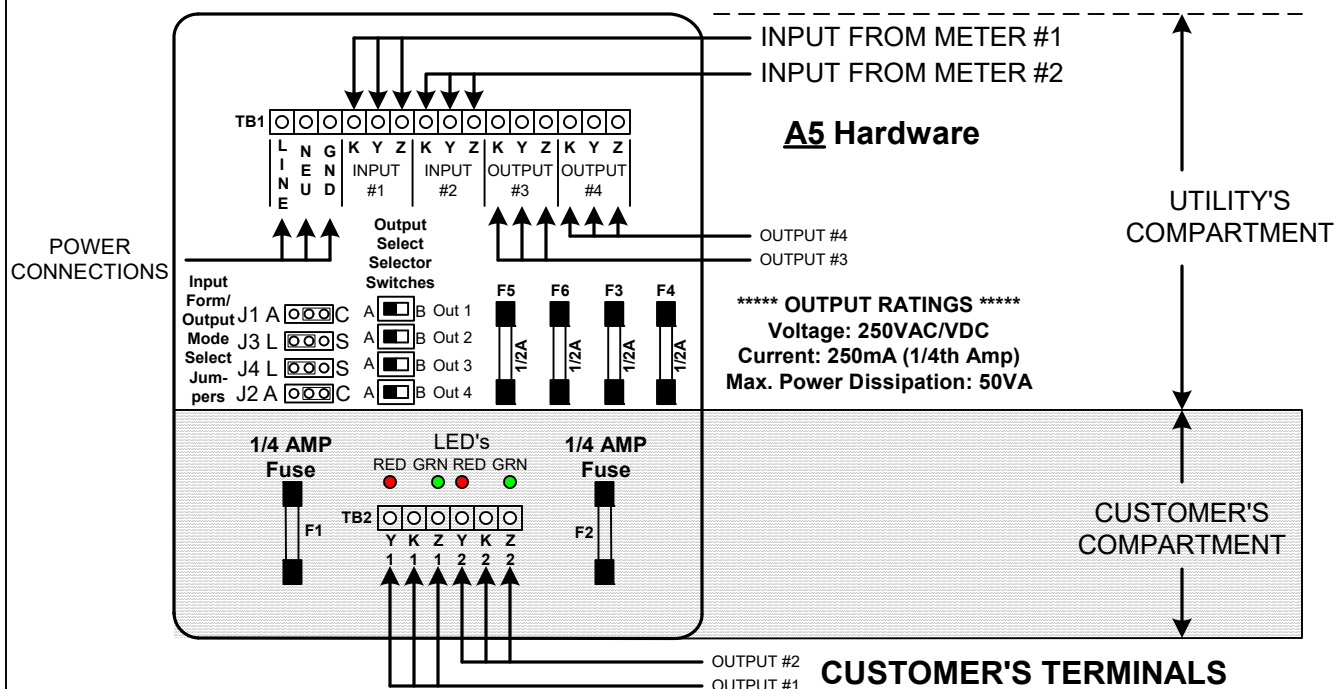 INPUT FROM METER #1
INPUT FROM METER #2
TB1
LINE NEU GND K Y Z K Y Z K Y Z K Y Z
INPUT #1
INPUT #2
OUTPUT #3
OUTPUT #4
A5 Hardware
UTILITY'S
COMPARTMENT
POWER
CONNECTIONS
OUTPUT #4
OUTPUT #3
Output
Select
Selector
Switches
Input
Form/
Output
Mode
Select
Jum-
pers
J1 A C
J3 L S
J4 L S
J2 A C
A B Out 1
A B Out 2
A B Out 3
A B Out 4
F5 F6 F3 F4
1/2A 1/2A 1/2A 1/2A
***** OUTPUT RATINGS *****
Voltage: 250VAC/VDC
Current: 250mA (1/4th Amp)
Max. Power Dissipation: 50VA
1/4 AMP
Fuse
F1
LED's
RED GRN RED GRN
1/4 AMP
Fuse
F2
TB2
Y K Z Y K Z
1 1 1 2 2 2
CUSTOMER'S
COMPARTMENT
OUTPUT #2
OUTPUT #1
CUSTOMER'S TERMINALS